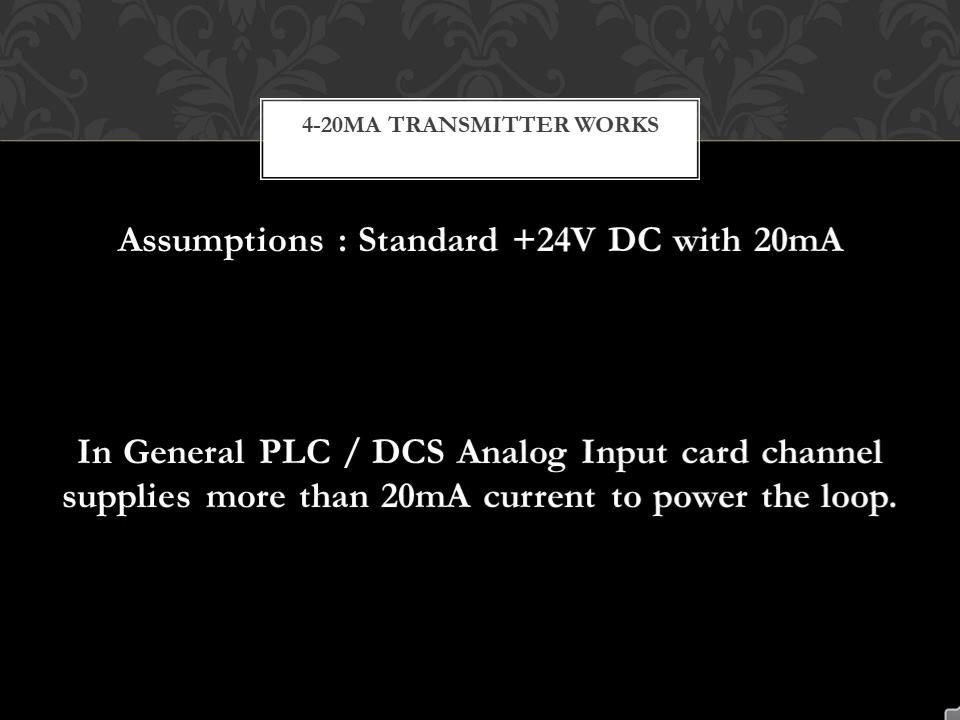 4-20MA TRANSMITTER WORKS
Assumptions : Standard +24V DC with 20mA
In General PLC / DCS Analog Input card channel
supplies more than 20mA current to power the loop.